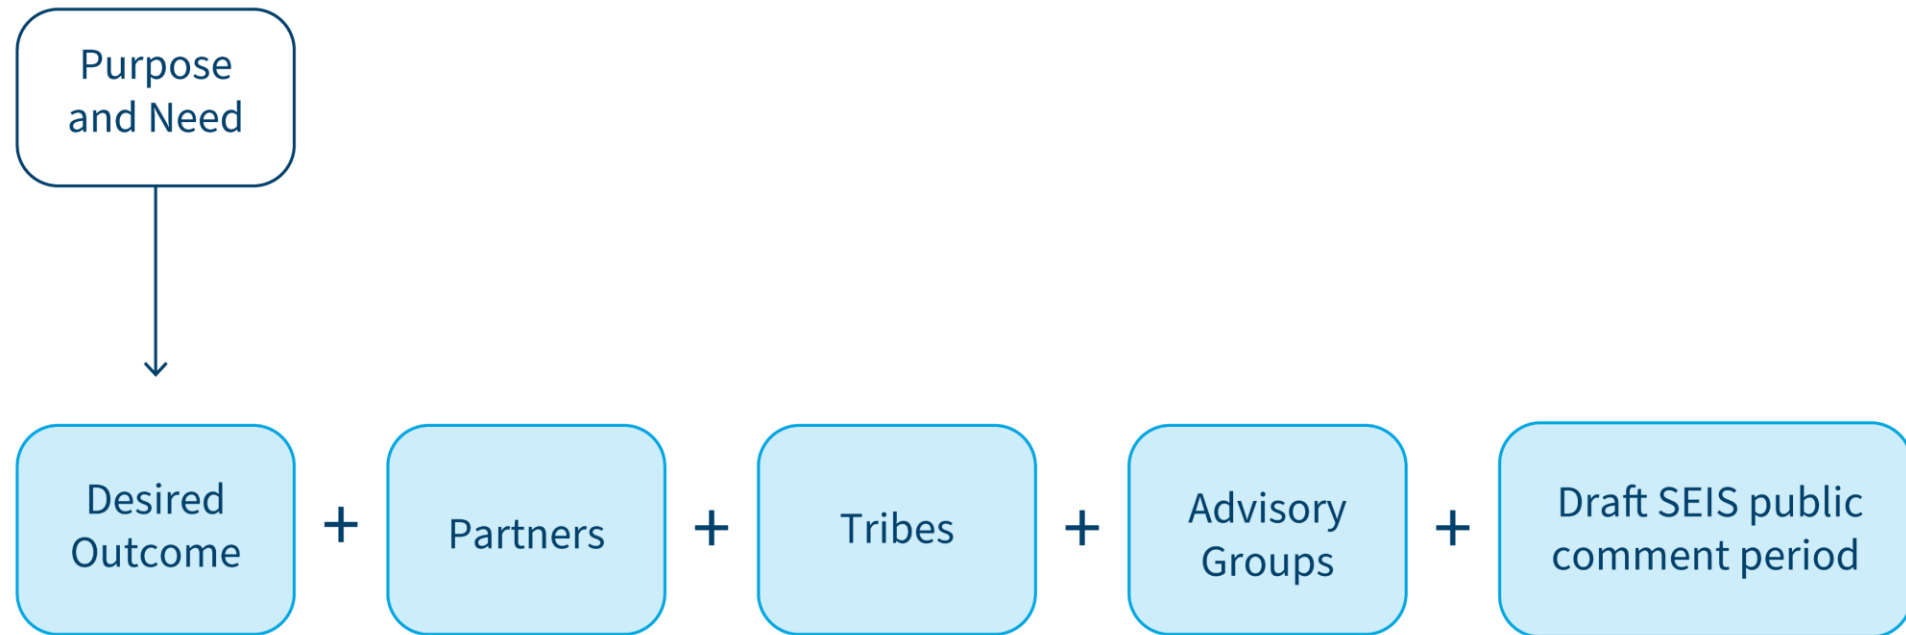 Purpose
and Need
Desired
Outcome
+
Partners
+
Tribes
+
Advisory
Groups
+
Draft SEIS public
comment period